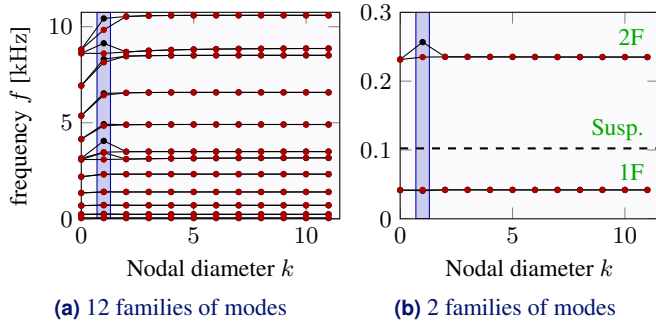 10
5
0
frequency f [kHz]
0 5 10
Nodal diameter k
(a) 12 families of modes
0.3
0.2
0.1
0
2F
Susp.
1F
0 5 10
Nodal diameter k
(b) 2 families of modes